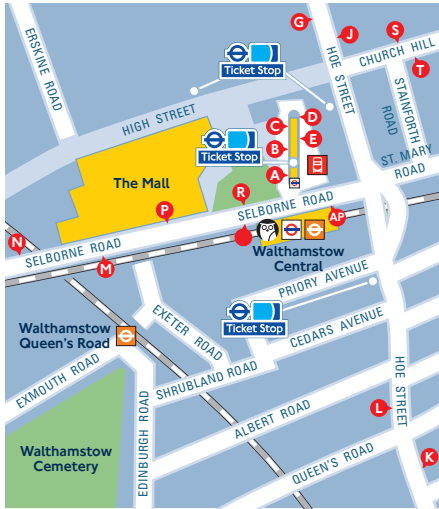 G
J
S
T
ERSKINE ROAD
HOE STREET
CHURCH HILL
STAINFORTH
ROAD
Ticket Stop
HIGH STREET
D
C
E
B
A
Ticket Stop
ST. MARY
ROAD
The Mall
R
P
SELBORNE ROAD
AP
N
SELBORNE ROAD
M
Walthamstow
Central
PRIORY AVENUE
Ticket Stop
CEDARS AVENUE
EXETER ROAD
Walthamstow
Queen's Road
SHRUBLAND ROAD
EXMOUTH ROAD
EDINBURGH ROAD
ALBERT ROAD
HOE STREET
L
Walthamstow
Cemetery
QUEEN'S ROAD
K